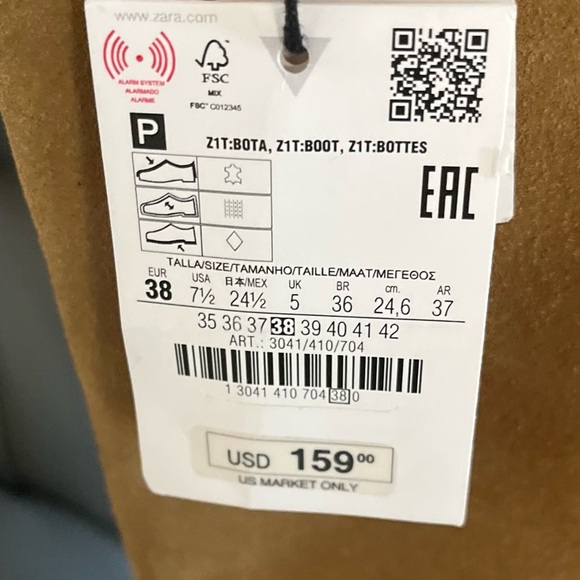 www.zara.com
ALARM SYSTEM
ALARMADO
ALARME
FSC
MIX
FSC™ C012345
P
Z1T:BOTA, Z1T:BOOT, Z1T:BOTTES
EAC
TALLA/SIZE/TAMANHO/TAILLE/MAAT/ΜΕΓΕΘΟΣ
EUR USA 日本/MEX UK BR cm. AR
38 7½ 24½ 5 36 24,6 37
35 36 37 38 39 40 41 42
ART.: 3041/410/704
1 3041 410 704 38 0
USD 159⁰⁰
US MARKET ONLY